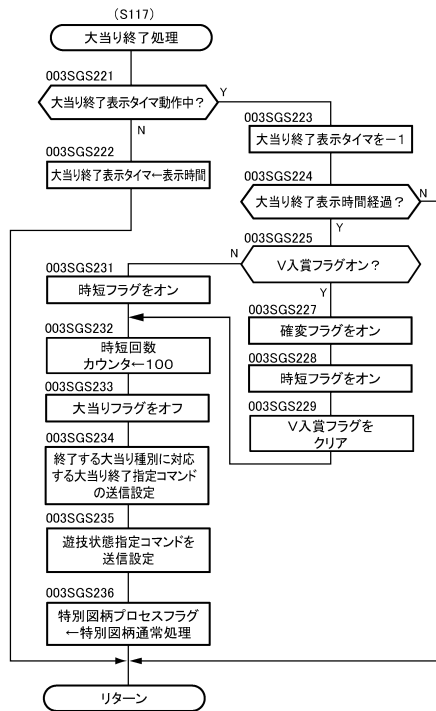 (S117)
大当り終了処理
003SGS221
大当り終了表示タイマ動作中?
Y
N
003SGS222
大当り終了表示タイマ←表示時間
003SGS223
大当り終了表示タイマを－1
003SGS224
大当り終了表示時間経過?
N
Y
003SGS225
V入賞フラグオン?
N
Y
003SGS227
確変フラグをオン
003SGS228
時短フラグをオン
003SGS229
V入賞フラグを
クリア
003SGS231
時短フラグをオン
003SGS232
時短回数
カウンタ←100
003SGS233
大当りフラグをオフ
003SGS234
終了する大当り種別に対応
する大当り終了指定コマンド
の送信設定
003SGS235
遊技状態指定コマンドを
送信設定
003SGS236
特別図柄プロセスフラグ
←特別図柄通常処理
リターン